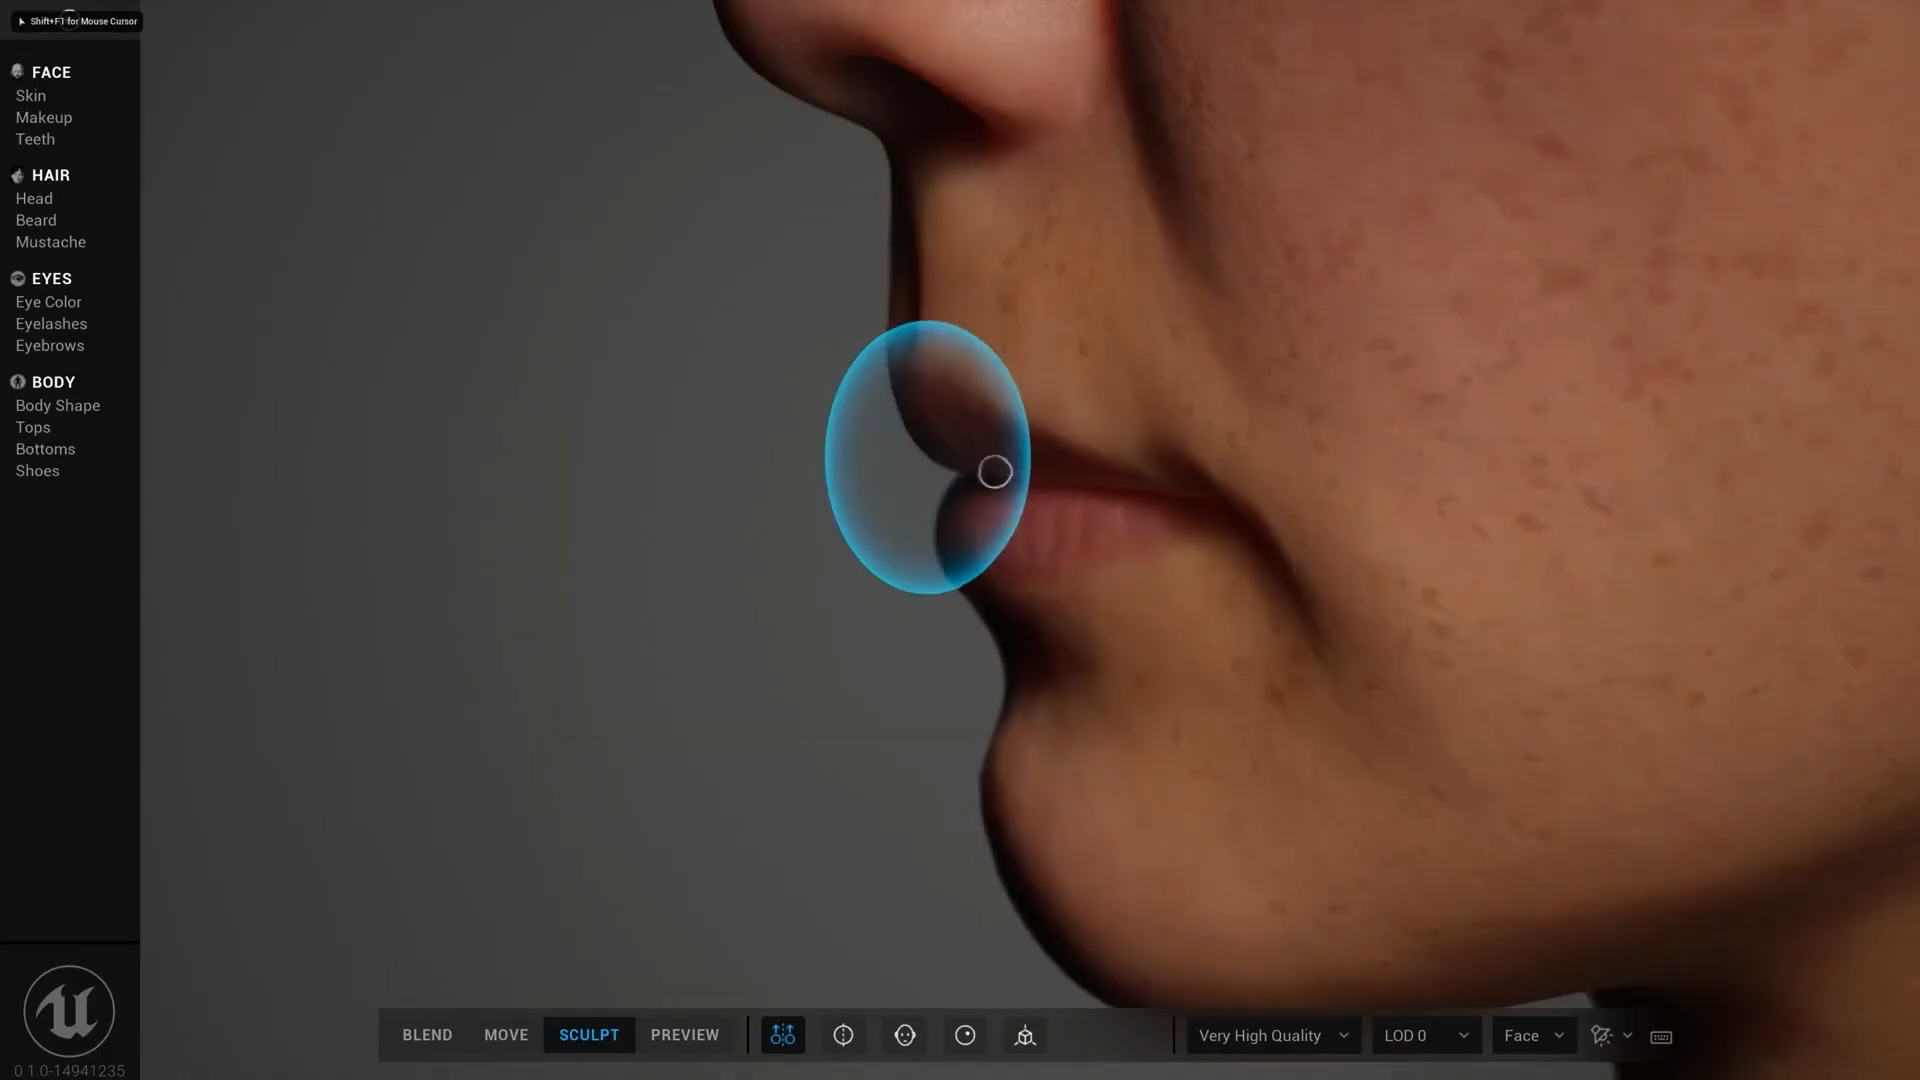 Shift+F1 for Mouse Cursor
FACE
Skin
Makeup
Teeth
HAIR
Head
Beard
Mustache
EYES
Eye Color
Eyelashes
Eyebrows
BODY
Body Shape
Tops
Bottoms
Shoes
BLEND MOVE SCULPT PREVIEW Very High Quality LOD 0 Face
0.1.0-14941235